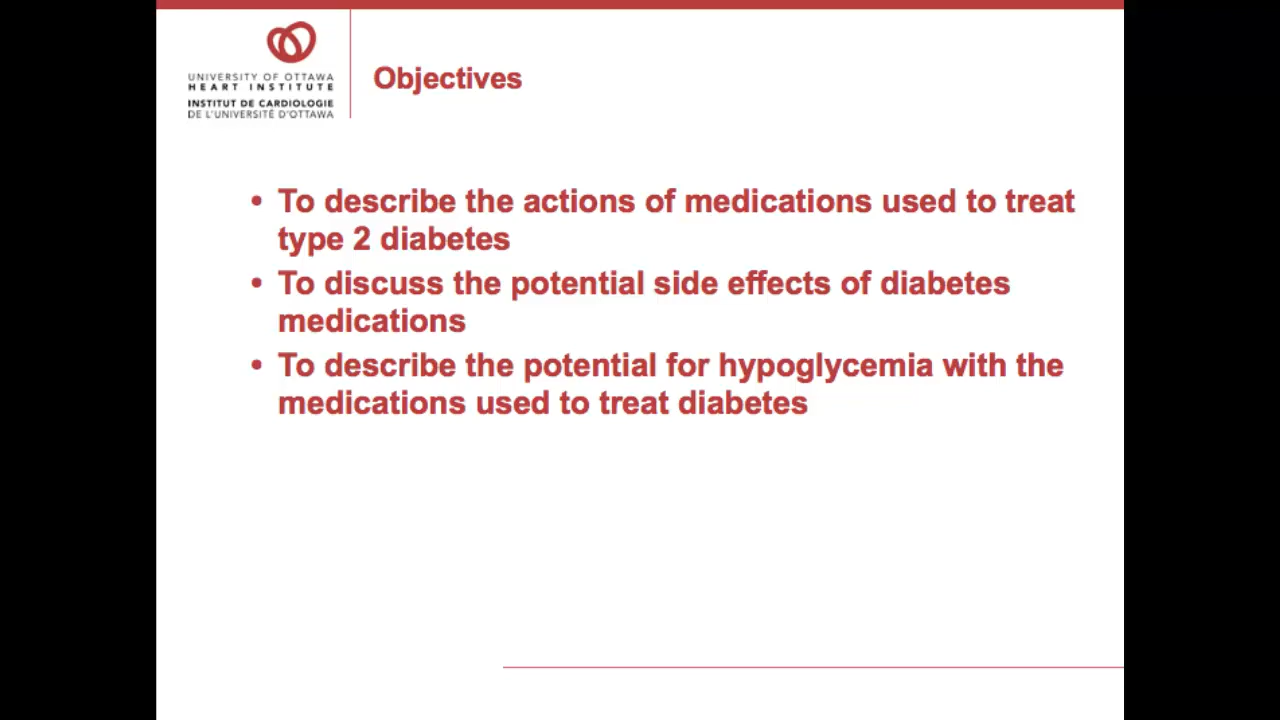 UNIVERSITY OF OTTAWA
HEART INSTITUTE
INSTITUT DE CARDIOLOGIE
DE L'UNIVERSITÉ D'OTTAWA
Objectives
• To describe the actions of medications used to treat
type 2 diabetes
• To discuss the potential side effects of diabetes
medications
• To describe the potential for hypoglycemia with the
medications used to treat diabetes